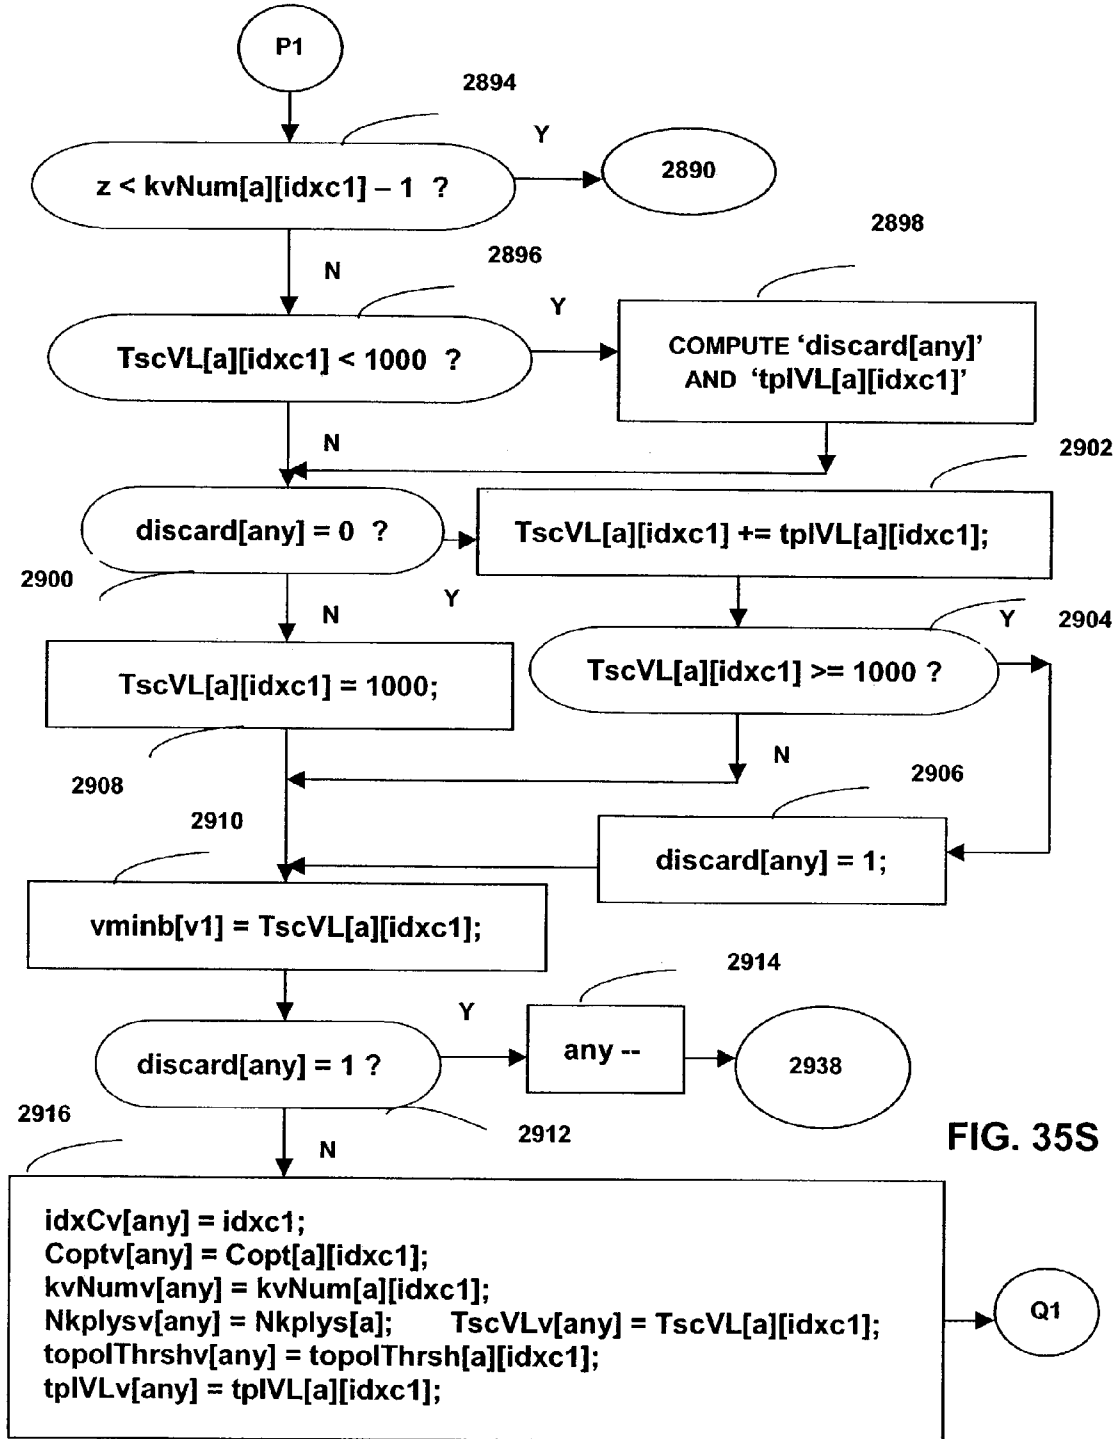 P1
2894
Y
z < kvNum[a][idxc1] – 1 ?
2890
2898
N
2896
Y
TscVL[a][idxc1] < 1000 ?
COMPUTE ‘discard[any]’
AND ‘tplVL[a][idxc1]’
N
2902
discard[any] = 0 ?
TscVL[a][idxc1] += tplVL[a][idxc1];
2900
Y
N
Y
2904
TscVL[a][idxc1] = 1000;
TscVL[a][idxc1] >= 1000 ?
N
2908
2906
2910
discard[any] = 1;
vminb[v1] = TscVL[a][idxc1];
2914
Y
discard[any] = 1 ?
any --
2938
2916
2912
N
FIG. 35S
idxCv[any] = idxc1;
Coptv[any] = Copt[a][idxc1];
kvNumv[any] = kvNum[a][idxc1];
Nkplysv[any] = Nkplys[a]; TscVLv[any] = TscVL[a][idxc1];
topolThrshv[any] = topolThrsh[a][idxc1];
tplVLv[any] = tplVL[a][idxc1];
Q1